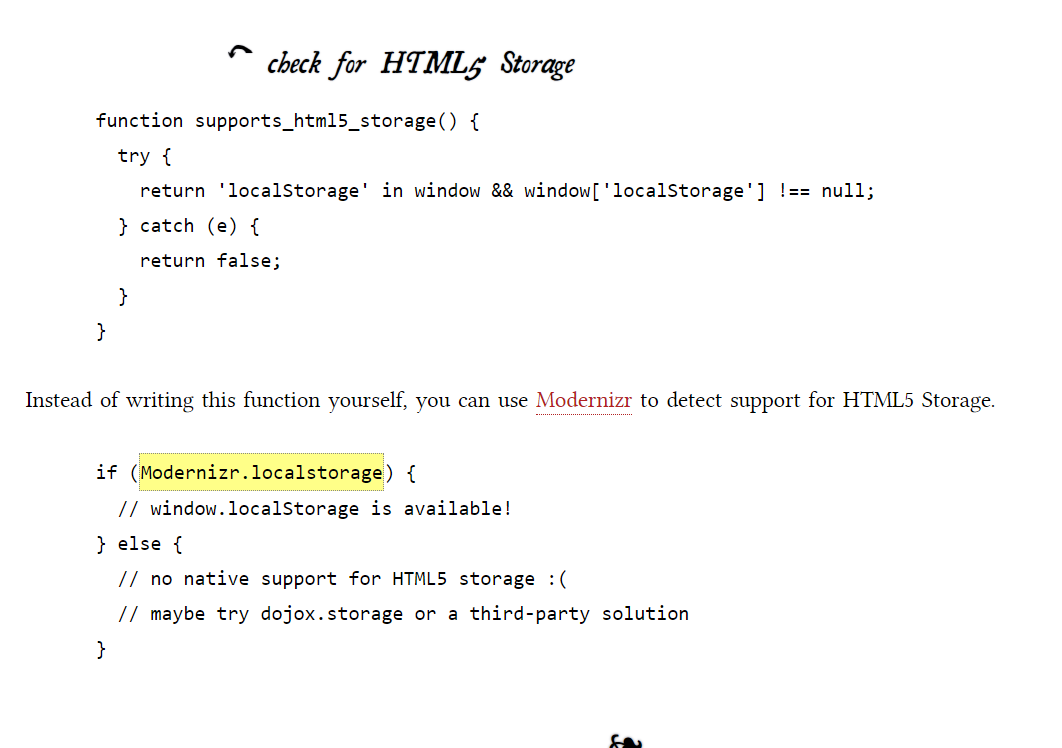 check for HTML5 Storage
function supports_html5_storage() {
try {
return 'localStorage' in window && window['localStorage'] !== null;
} catch (e) {
return false;
}
}
Instead of writing this function yourself, you can use Modernizr to detect support for HTML5 Storage.
if (Modernizr.localstorage) {
// window.localStorage is available!
} else {
// no native support for HTML5 storage :(
// maybe try dojox.storage or a third-party solution
}